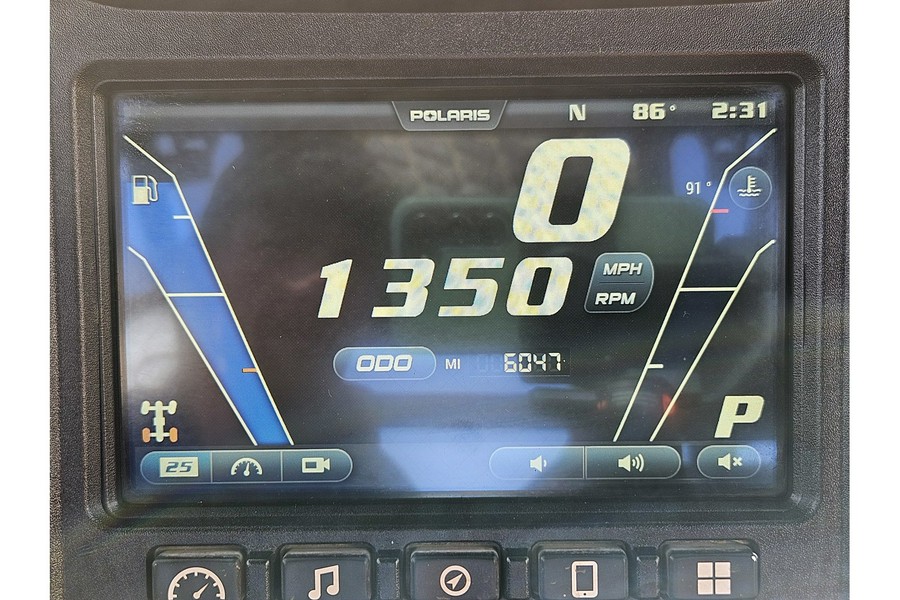 POLARIS N 86° 2:31
0
91°
1350 MPH
RPM
ODO MI 6047
P
25